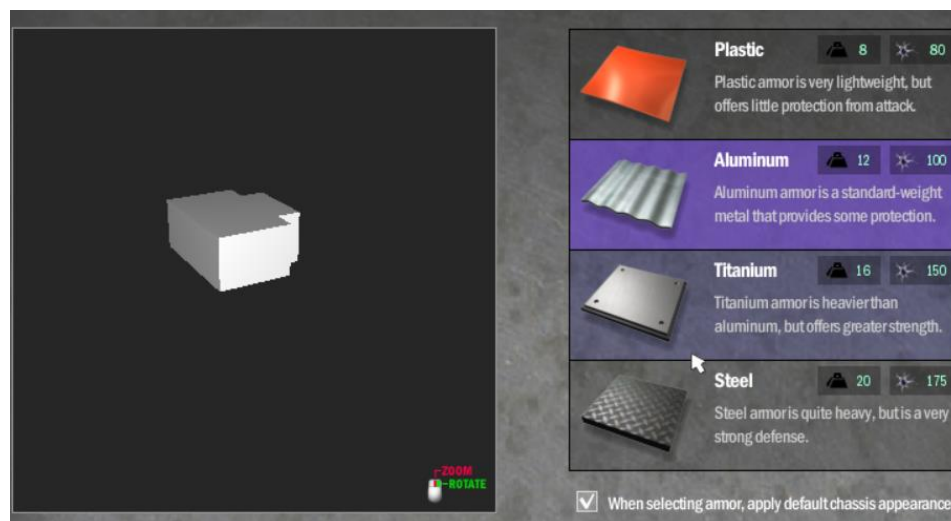 Plastic 8 80
Plastic armor is very lightweight, but
offers little protection from attack.
Aluminum 12 100
Aluminum armor is a standard-weight
metal that provides some protection.
Titanium 16 150
Titanium armor is heavier than
aluminum, but offers greater strength.
Steel 20 175
Steel armor is quite heavy, but is a very
strong defense.
ZOOM
ROTATE
When selecting armor, apply default chassis appearance